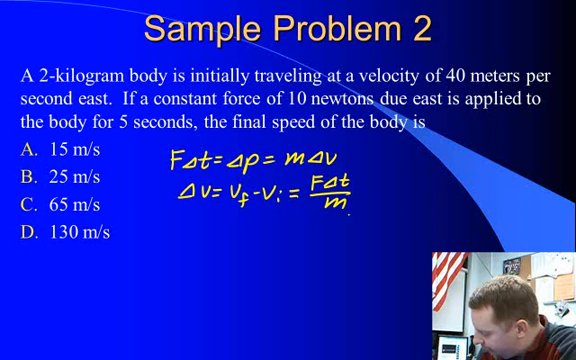 Sample Problem 2
A 2-kilogram body is initially traveling at a velocity of 40 meters per
second east. If a constant force of 10 newtons due east is applied to
the body for 5 seconds, the final speed of the body is
A. 15 m/s
B. 25 m/s
C. 65 m/s
D. 130 m/s
FΔt = Δp = mΔv
Δv = v_f - v_i = FΔt/m